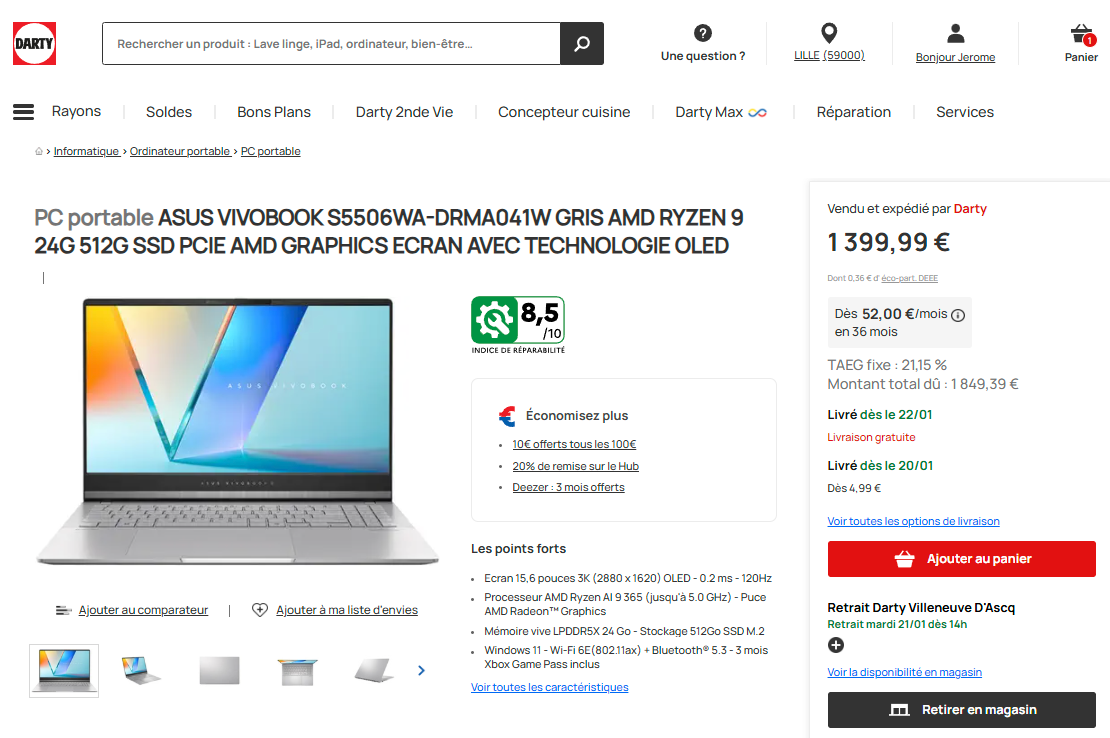 DARTY
Rechercher un produit : Lave linge, iPad, ordinateur, bien-être...
Une question ?
LILLE (59000)
Bonjour Jerome
1
Panier
Rayons
Soldes
Bons Plans
Darty 2nde Vie
Concepteur cuisine
Darty Max
Réparation
Services
> Informatique > Ordinateur portable > PC portable
PC portable ASUS VIVOBOOK S5506WA-DRMA041W GRIS AMD RYZEN 9
24G 512G SSD PCIE AMD GRAPHICS ECRAN AVEC TECHNOLOGIE OLED
ASUS VIVOBOOK
ASUS VIVOBOOK
Ajouter au comparateur | Ajouter à ma liste d'envies
8,5
/10
INDICE DE RÉPARABILITÉ
Économisez plus
• 10€ offerts tous les 100€
• 20% de remise sur le Hub
• Deezer : 3 mois offerts
Les points forts
• Ecran 15,6 pouces 3K (2880 x 1620) OLED - 0.2 ms - 120Hz
• Processeur AMD Ryzen AI 9 365 (jusqu'à 5.0 GHz) - Puce
AMD Radeon™ Graphics
• Mémoire vive LPDDR5X 24 Go - Stockage 512Go SSD M.2
• Windows 11 - Wi-Fi 6E(802.11ax) + Bluetooth® 5.3 - 3 mois
Xbox Game Pass inclus
Voir toutes les caractéristiques
Vendu et expédié par Darty
1 399,99 €
Dont 0,36 € d' éco-part. DEEE
Dès 52,00 €/mois
en 36 mois
TAEG fixe : 21,15 %
Montant total dû : 1 849,39 €
Livré dès le 22/01
Livraison gratuite
Livré dès le 20/01
Dès 4,99 €
Voir toutes les options de livraison
Ajouter au panier
Retrait Darty Villeneuve D'Ascq
Retrait mardi 21/01 dès 14h
Voir la disponibilité en magasin
Retirer en magasin